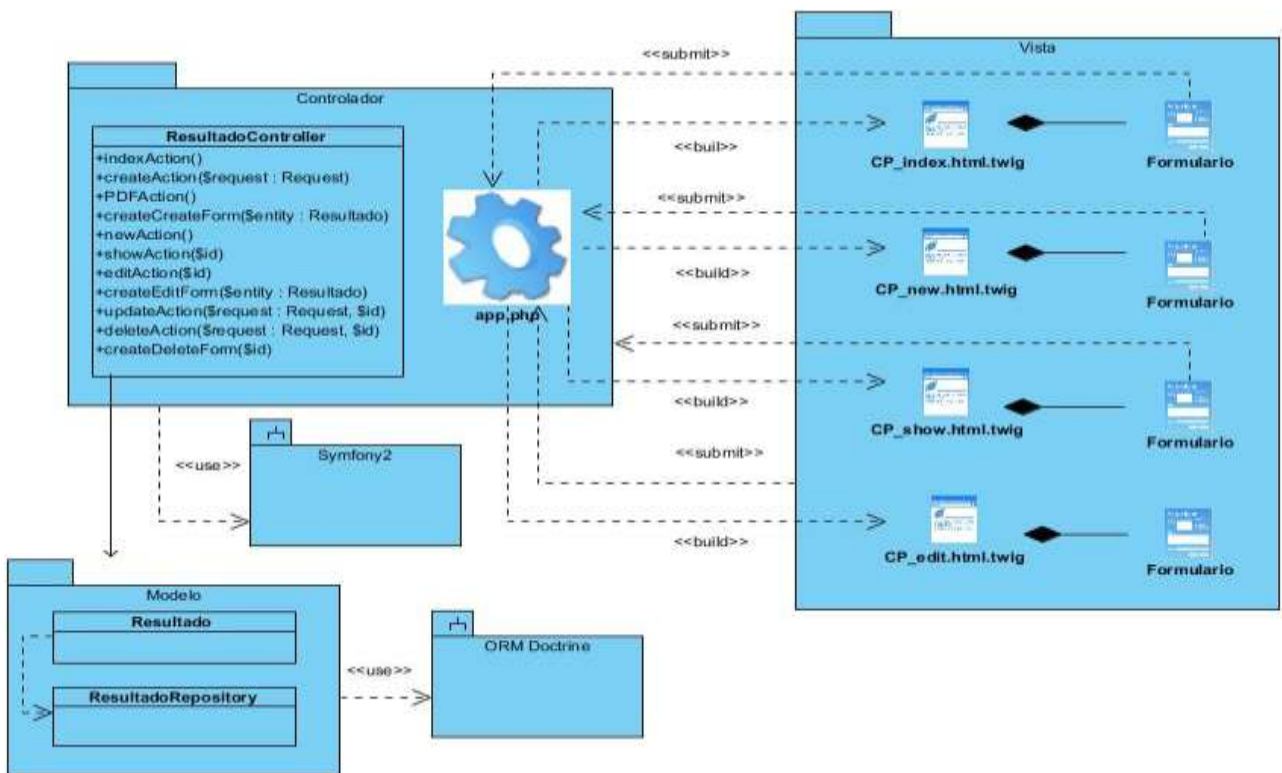 Controlador
ResultadoController
+indexAction()
+createAction($request : Request)
+PDFAction()
+createCreateForm($entity : Resultado)
+newAction()
+showAction($id)
+editAction($id)
+createEditForm($entity : Resultado)
+updateAction($request : Request, $id)
+deleteAction($request : Request, $id)
+createDeleteForm($id)
app.php
<<submit>>
<<buil>>
<<submit>>
<<build>>
<<submit>>
<<build>>
<<submit>>
<<build>>
Vista
CP_index.html.twig
Formulario
CP_new.html.twig
Formulario
CP_show.html.twig
Formulario
CP_edit.html.twig
Formulario
<<use>>
Symfony2
Modelo
Resultado
ResultadoRepository
<<use>>
ORM Doctrine